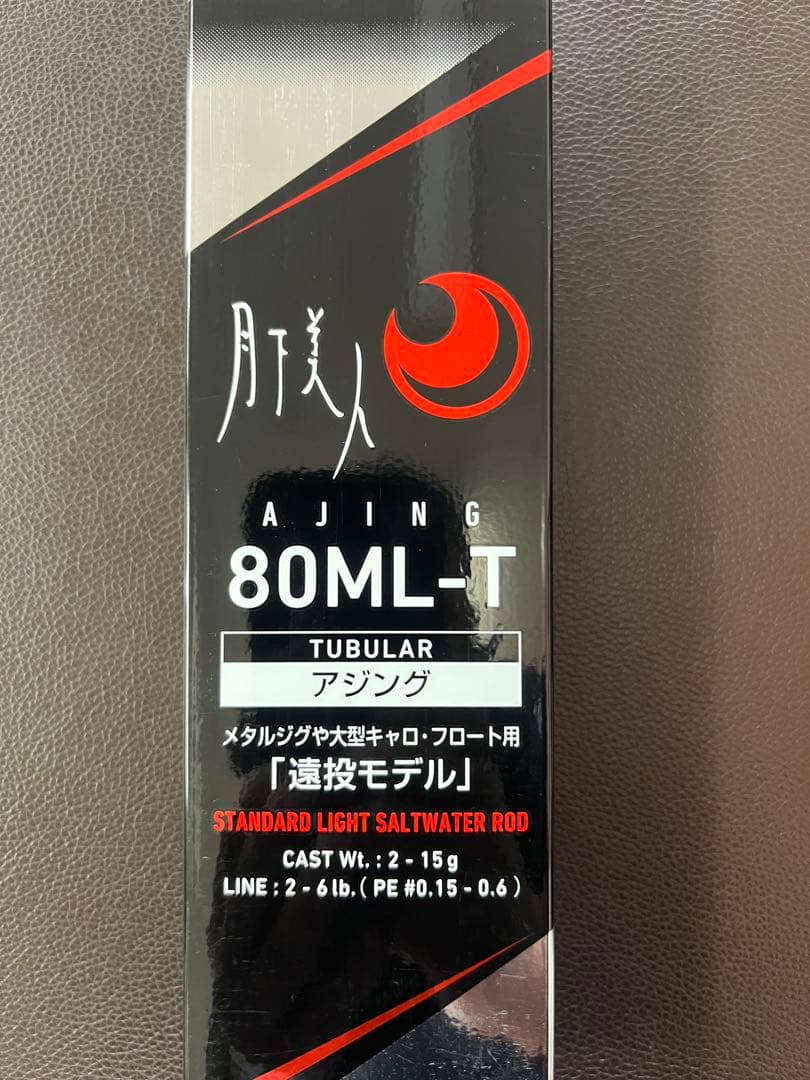 月下美人
AJING
80ML-T
TUBULAR
アジング
メタルジグや大型キャロ・フロート用
「遠投モデル」
STANDARD LIGHT SALTWATER ROD
CAST Wt. : 2 - 15g
LINE : 2 - 6lb. ( PE #0.15 - 0.6 )